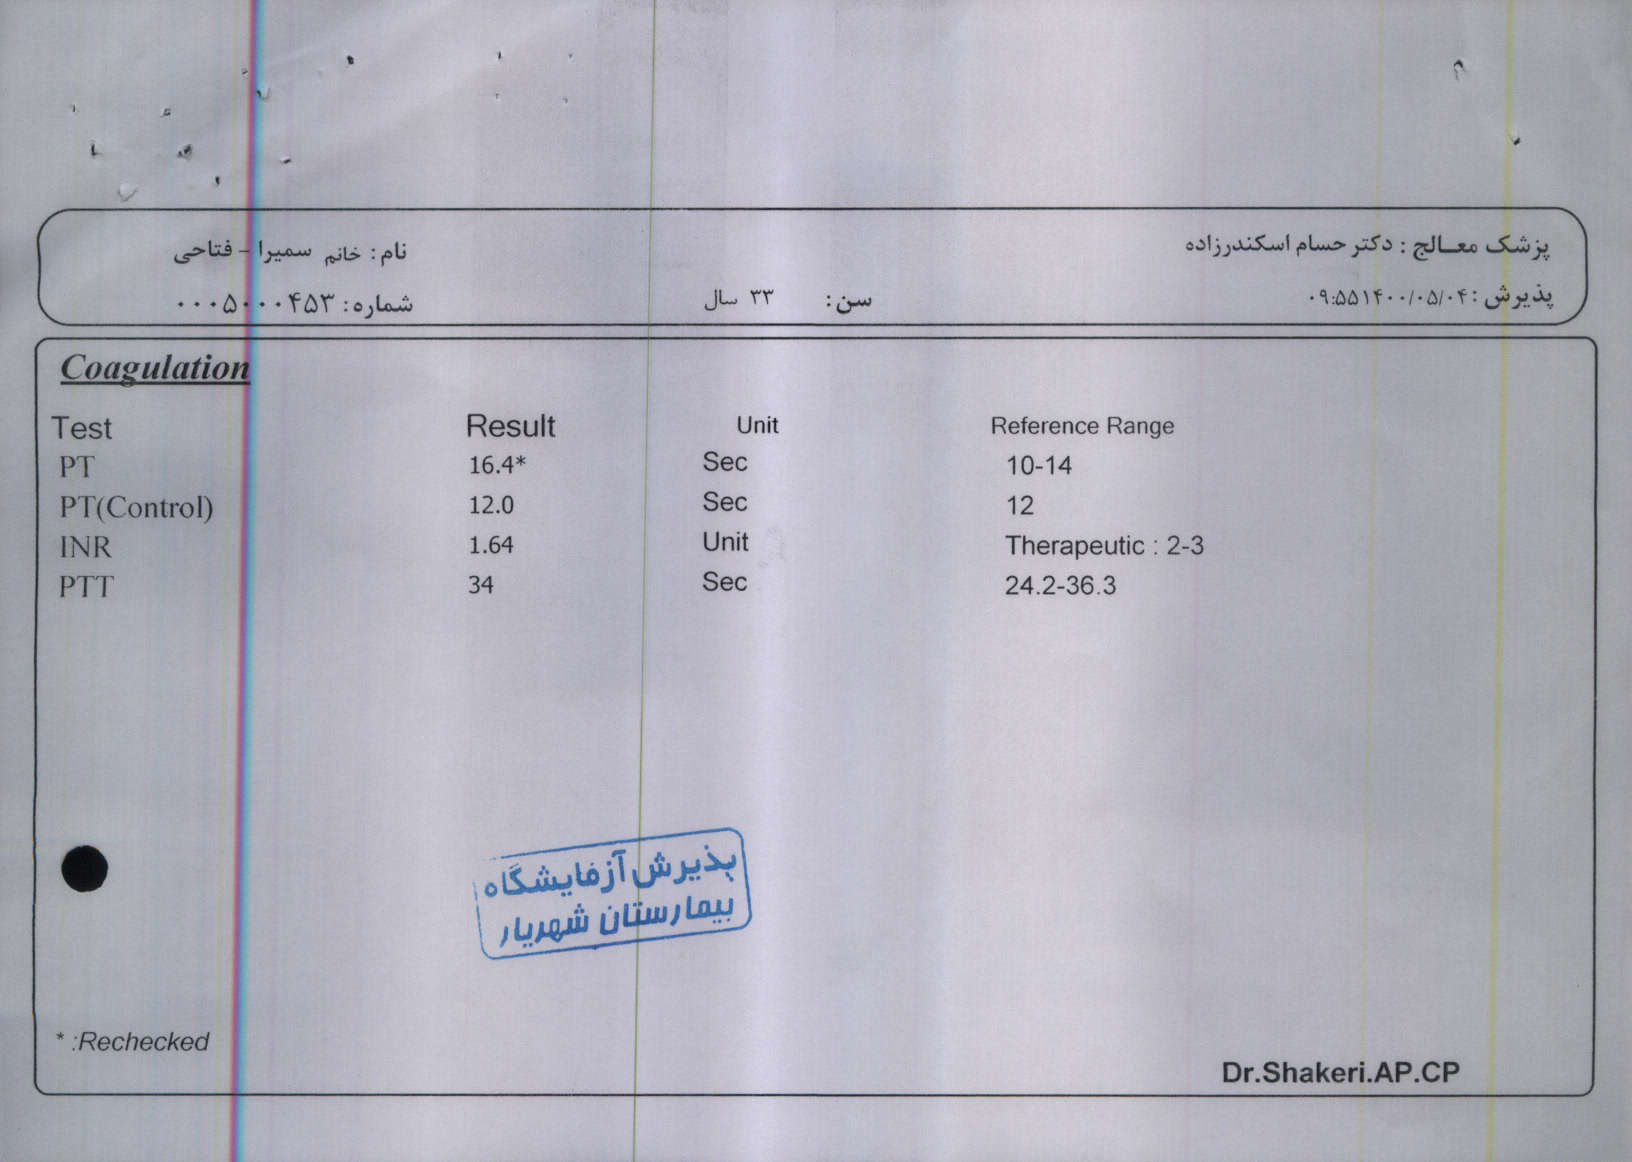 نام: خانم سمیرا - فتاحی
پزشک معالج : دکتر حسام اسکندرزاده
شماره: ۰۰۰۵۰۰۰۴۵۳
سن: ۳۳ سال
پذیرش: ۰۹:۵۵۱۴۰۰/۰۵/۰۴
Coagulation
Test Result Unit Reference Range
PT 16.4* Sec 10-14
PT(Control) 12.0 Sec 12
INR 1.64 Unit Therapeutic : 2-3
PTT 34 Sec 24.2-36.3
پذیرش آزمایشگاه
بیمارستان شهریار
* :Rechecked
Dr.Shakeri.AP.CP